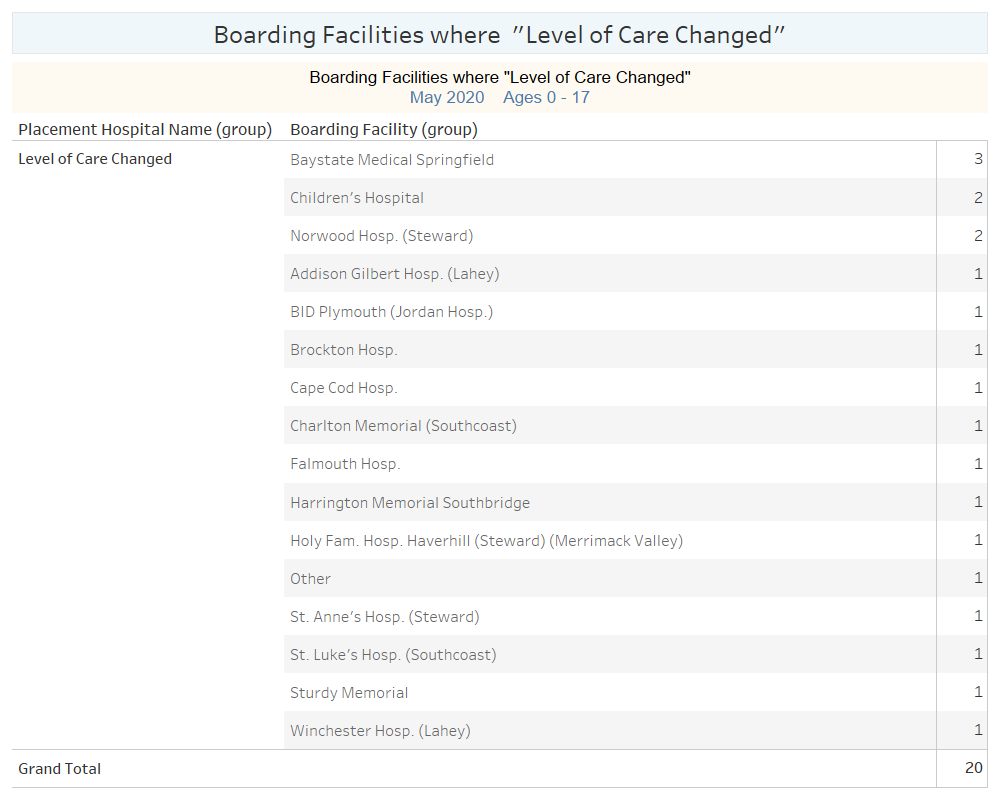 Boarding Facilities where "Level of Care Changed"
Boarding Facilities where "Level of Care Changed"
May 2020 Ages 0 - 17
Placement Hospital Name (group) Boarding Facility (group)
Level of Care Changed Baystate Medical Springfield 3
Children's Hospital 2
Norwood Hosp. (Steward) 2
Addison Gilbert Hosp. (Lahey) 1
BID Plymouth (Jordan Hosp.) 1
Brockton Hosp. 1
Cape Cod Hosp. 1
Charlton Memorial (Southcoast) 1
Falmouth Hosp. 1
Harrington Memorial Southbridge 1
Holy Fam. Hosp. Haverhill (Steward) (Merrimack Valley) 1
Other 1
St. Anne's Hosp. (Steward) 1
St. Luke's Hosp. (Southcoast) 1
Sturdy Memorial 1
Winchester Hosp. (Lahey) 1
Grand Total 20